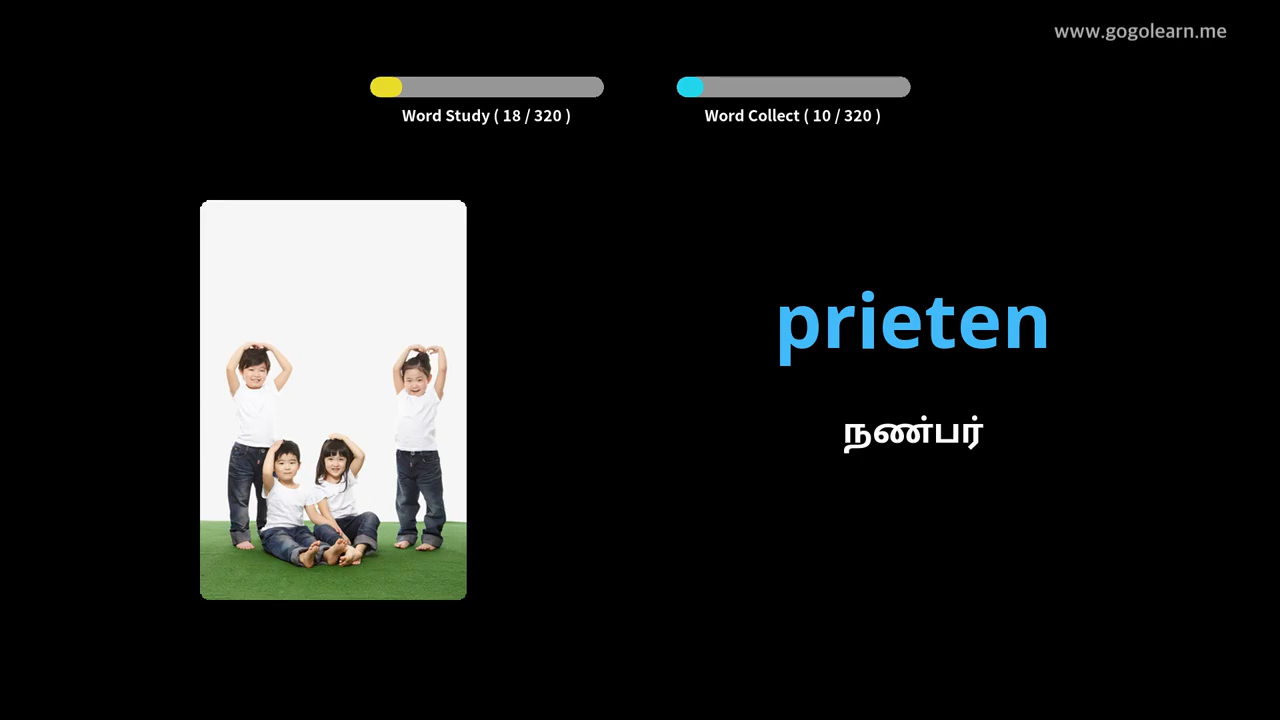 www.gogolearn.me
Word Study ( 18 / 320 )
Word Collect ( 10 / 320 )
prieten
நண்பர்